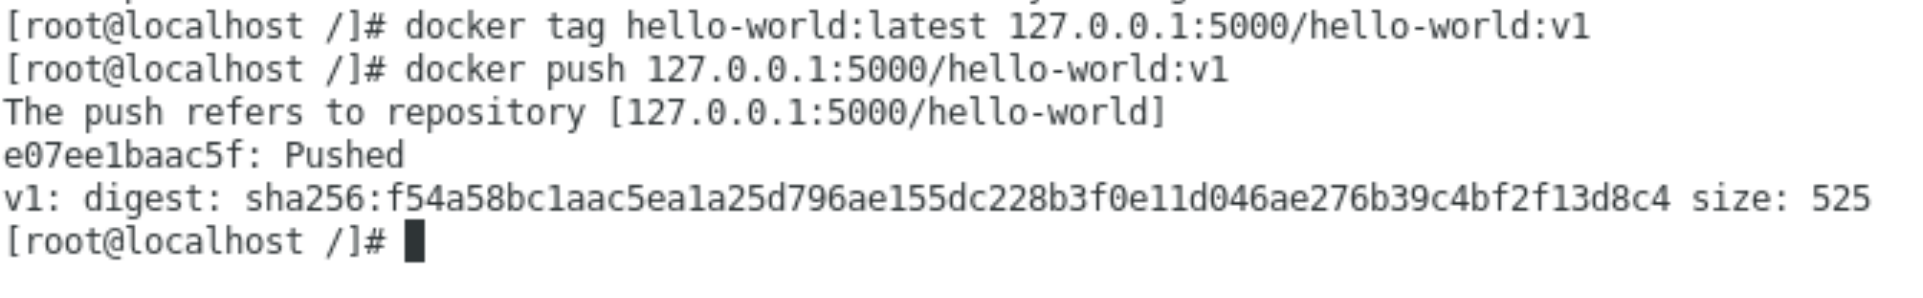 [root@localhost /]# docker tag hello-world:latest 127.0.0.1:5000/hello-world:v1
[root@localhost /]# docker push 127.0.0.1:5000/hello-world:v1
The push refers to repository [127.0.0.1:5000/hello-world]
e07ee1baac5f: Pushed
v1: digest: sha256:f54a58bc1aac5ea1a25d796ae155dc228b3f0e11d046ae276b39c4bf2f13d8c4 size: 525
[root@localhost /]#